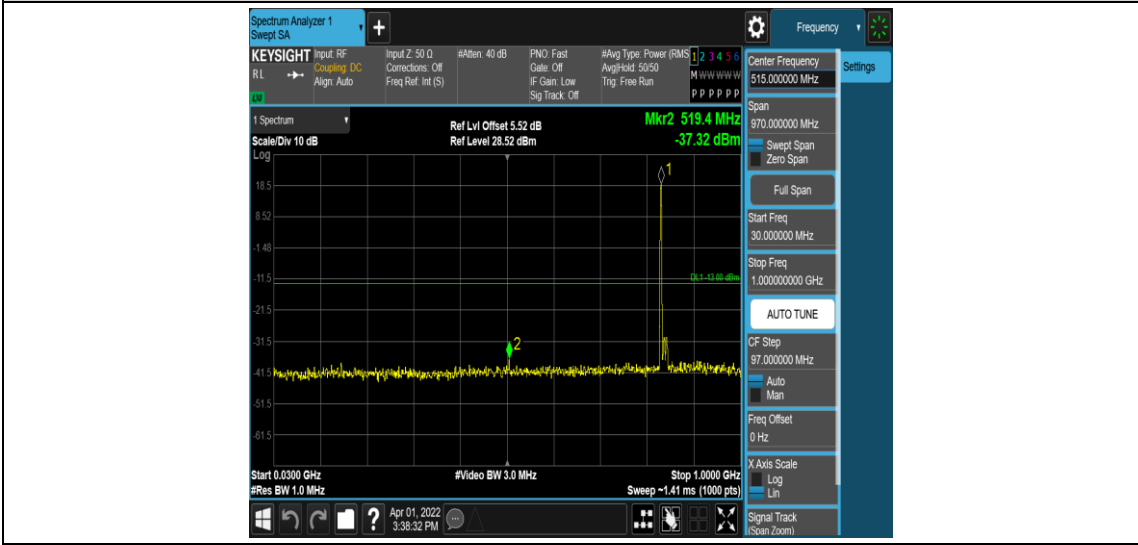 Spectrum Analyzer 1
Swept SA
+
Frequency
KEYSIGHT
RL
Input: RF
Coupling: DC
Align: Auto
Input Z: 50 Ω
Corrections: Off
Freq Ref: Int (S)
#Atten: 40 dB
PNO: Fast
Gate: Off
IF Gain: Low
Sig Track: Off
#Avg Type: Power (RMS
Avg|Hold: 50/50
Trig: Free Run
1 2 3 4 5 6
M W W W W W
P P P P P P
1 Spectrum
Scale/Div 10 dB
Log
Ref Lvl Offset 5.52 dB
Ref Level 28.52 dBm
Mkr2 519.4 MHz
-37.32 dBm
1
18.5
8.52
-1.48
-11.5
DL1 -13.00 dBm
-21.5
-31.5
2
-41.5
-51.5
-61.5
Start 0.0300 GHz
#Res BW 1.0 MHz
#Video BW 3.0 MHz
Stop 1.0000 GHz
Sweep ~1.41 ms (1000 pts)
?
Apr 01, 2022
3:38:32 PM
Center Frequency
515.000000 MHz
Settings
Span
970.000000 MHz
Swept Span
Zero Span
Full Span
Start Freq
30.000000 MHz
Stop Freq
1.000000000 GHz
AUTO TUNE
CF Step
97.000000 MHz
Auto
Man
Freq Offset
0 Hz
X Axis Scale
Log
Lin
Signal Track
(Span Zoom)